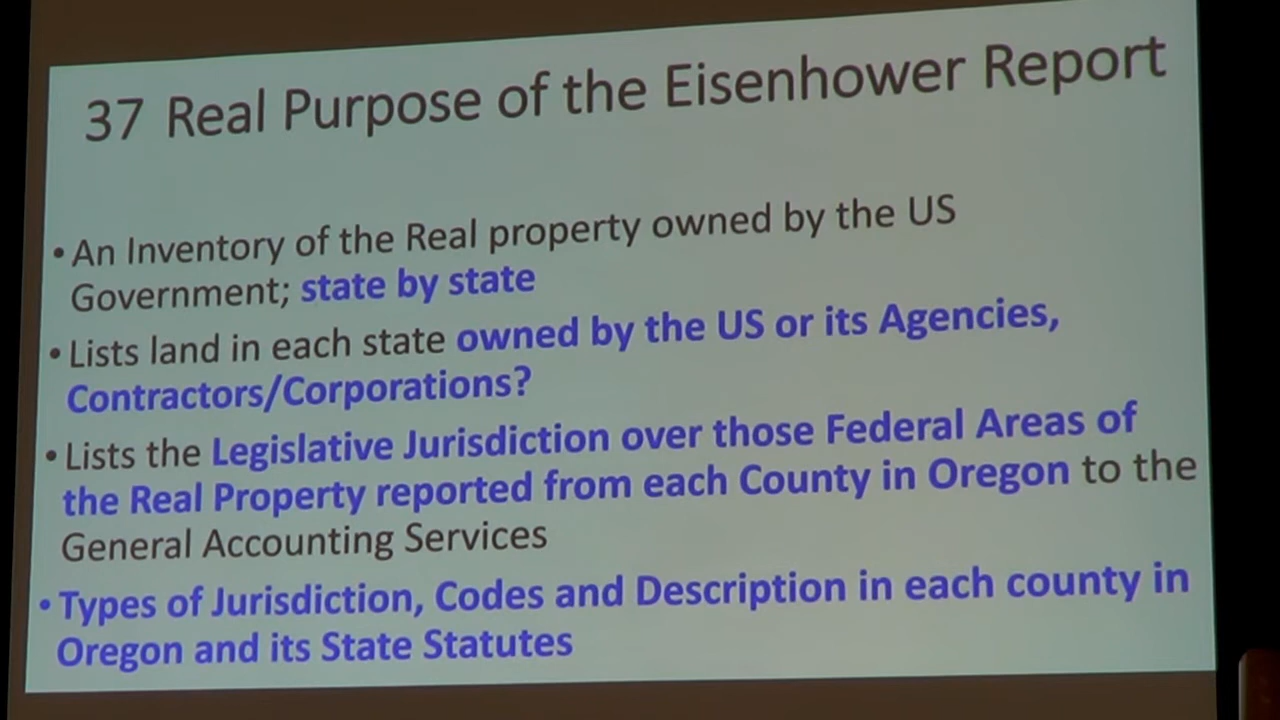 37 Real Purpose of the Eisenhower Report
• An Inventory of the Real property owned by the US
Government; state by state
• Lists land in each state owned by the US or its Agencies,
Contractors/Corporations?
• Lists the Legislative Jurisdiction over those Federal Areas of
the Real Property reported from each County in Oregon to the
General Accounting Services
• Types of Jurisdiction, Codes and Description in each county in
Oregon and its State Statutes